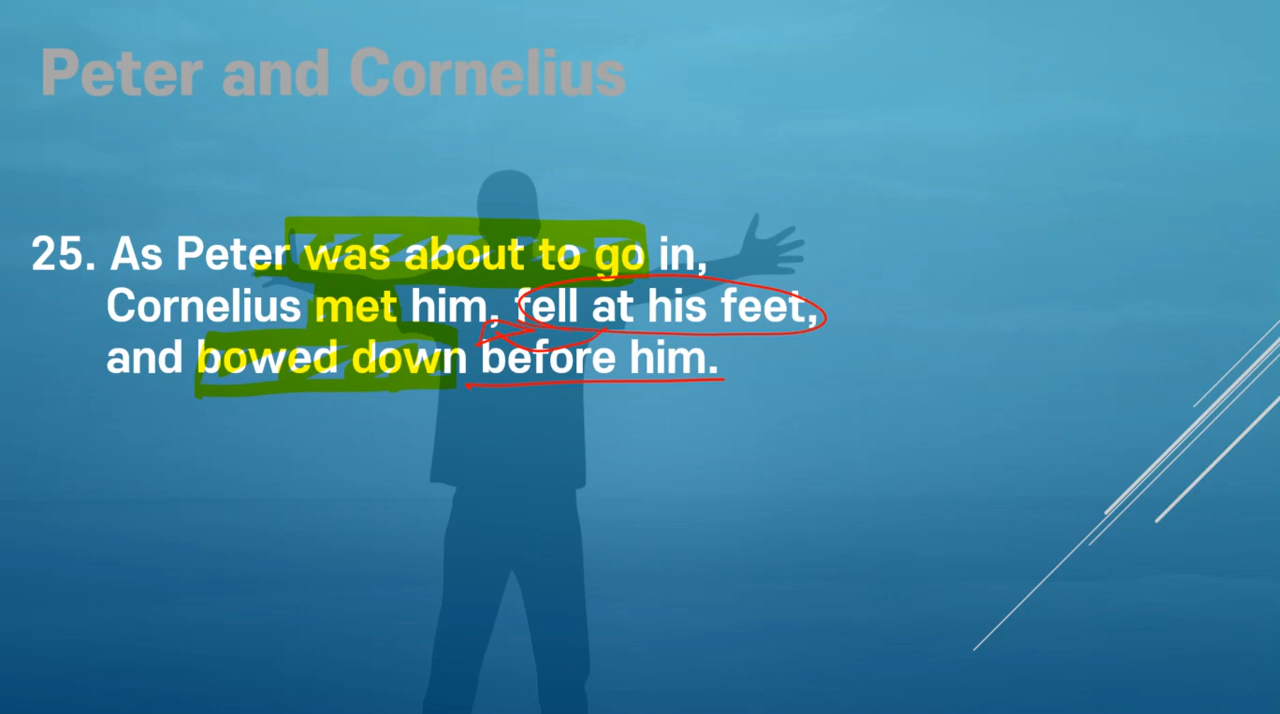 Peter and Cornelius
25. As Peter was about to go in,
Cornelius met him, fell at his feet,
and bowed down before him.